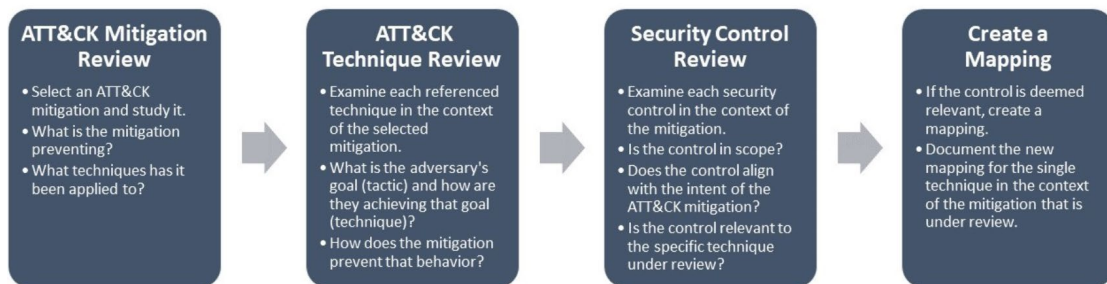 ATT&CK Mitigation
Review
• Select an ATT&CK
mitigation and study it.
• What is the mitigation
preventing?
• What techniques has it
been applied to?
ATT&CK
Technique Review
• Examine each referenced
technique in the context
of the selected
mitigation.
• What is the adversary's
goal (tactic) and how are
they achieving that goal
(technique)?
• How does the mitigation
prevent that behavior?
Security Control
Review
• Examine each security
control in the context of
the mitigation.
• Is the control in scope?
• Does the control align
with the intent of the
ATT&CK mitigation?
• Is the control relevant to
the specific technique
under review?
Create a
Mapping
• If the control is deemed
relevant, create a
mapping.
• Document the new
mapping for the single
technique in the context
of the mitigation that is
under review.